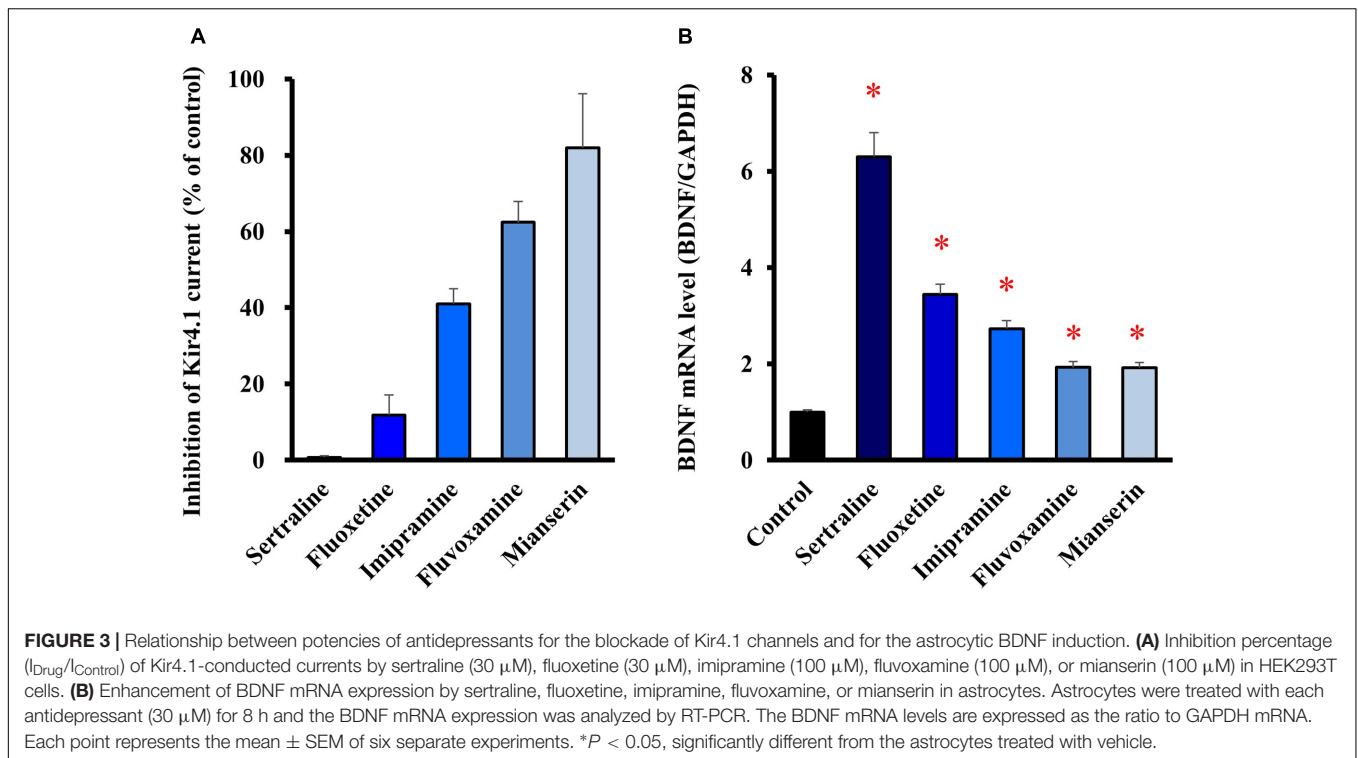 A
Inhibition of Kir4.1 current (% of control)
100
80
60
40
20
0
Sertraline
Fluoxetine
Imipramine
Fluvoxamine
Mianserin
B
BDNF mRNA level (BDNF/GAPDH)
8
6
4
2
0
*
*
*
*
*
Control
Sertraline
Fluoxetine
Imipramine
Fluvoxamine
Mianserin
FIGURE 3 | Relationship between potencies of antidepressants for the blockade of Kir4.1 channels and for the astrocytic BDNF induction. (A) Inhibition percentage
(IDrug/IControl) of Kir4.1-conducted currents by sertraline (30 μM), fluoxetine (30 μM), imipramine (100 μM), fluvoxamine (100 μM), or mianserin (100 μM) in HEK293T
cells. (B) Enhancement of BDNF mRNA expression by sertraline, fluoxetine, imipramine, fluvoxamine, or mianserin in astrocytes. Astrocytes were treated with each
antidepressant (30 μM) for 8 h and the BDNF mRNA expression was analyzed by RT-PCR. The BDNF mRNA levels are expressed as the ratio to GAPDH mRNA.
Each point represents the mean ± SEM of six separate experiments. *P < 0.05, significantly different from the astrocytes treated with vehicle.